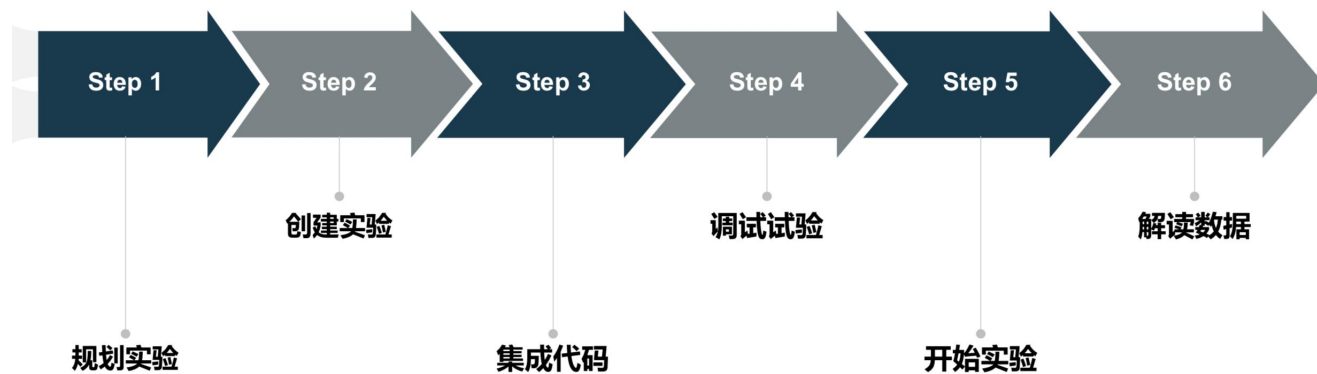 Step 1
Step 2
Step 3
Step 4
Step 5
Step 6
创建实验
调试试验
解读数据
规划实验
集成代码
开始实验